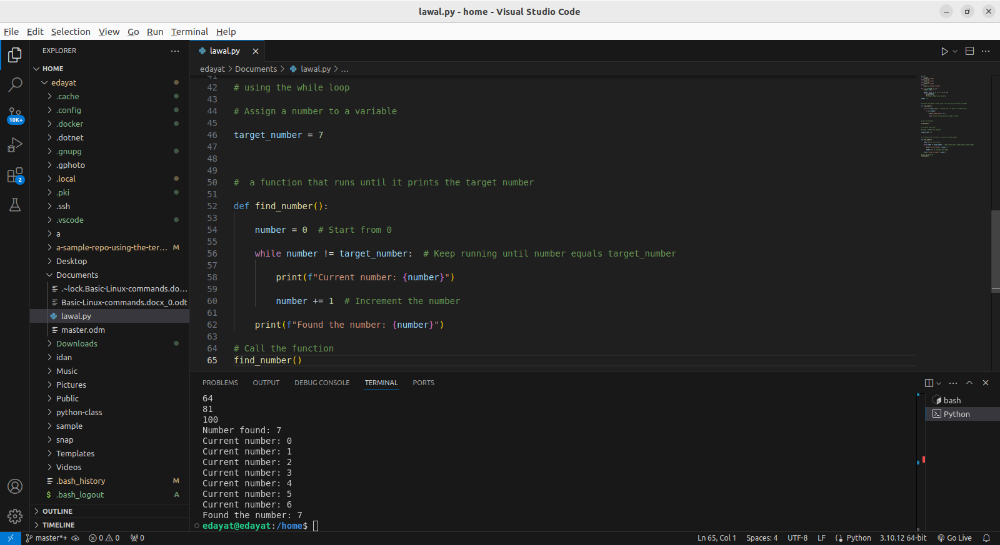 lawal.py - home - Visual Studio Code
File Edit Selection View Go Run Terminal Help
EXPLORER
HOME
edayat
.cache
.config
.docker
.dotnet
.gnupg
.gphoto
.local
.pki
.ssh
.vscode
a
a-sample-repo-using-the-ter... M
Desktop
Documents
.~lock.Basic-Linux-commands.do...
Basic-Linux-commands.docx_0.odt
lawal.py
master.odm
Downloads
idan
Music
Pictures
Public
python-class
sample
snap
Templates
Videos
.bash_history M
$ .bash_logout A
OUTLINE
TIMELINE
10K+
2
lawal.py
edayat > Documents > lawal.py > ...
41
42 # using the while loop
43
44 # Assign a number to a variable
45
46 target_number = 7
47
48
49
50 #  a function that runs until it prints the target number
51
52 def find_number():
53
54     number = 0  # Start from 0
55
56     while number != target_number:  # Keep running until number equals target_number
57
58         print(f"Current number: {number}")
59
60         number += 1  # Increment the number
61
62     print(f"Found the number: {number}")
63
64 # Call the function
65 find_number()
PROBLEMS OUTPUT DEBUG CONSOLE TERMINAL PORTS
64
81
100
Number found: 7
Current number: 0
Current number: 1
Current number: 2
Current number: 3
Current number: 4
Current number: 5
Current number: 6
Found the number: 7
edayat@edayat:/home$
bash
Python
master*+ 0 0 0 Ln 65, Col 1 Spaces: 4 UTF-8 LF Python 3.10.12 64-bit Go Live